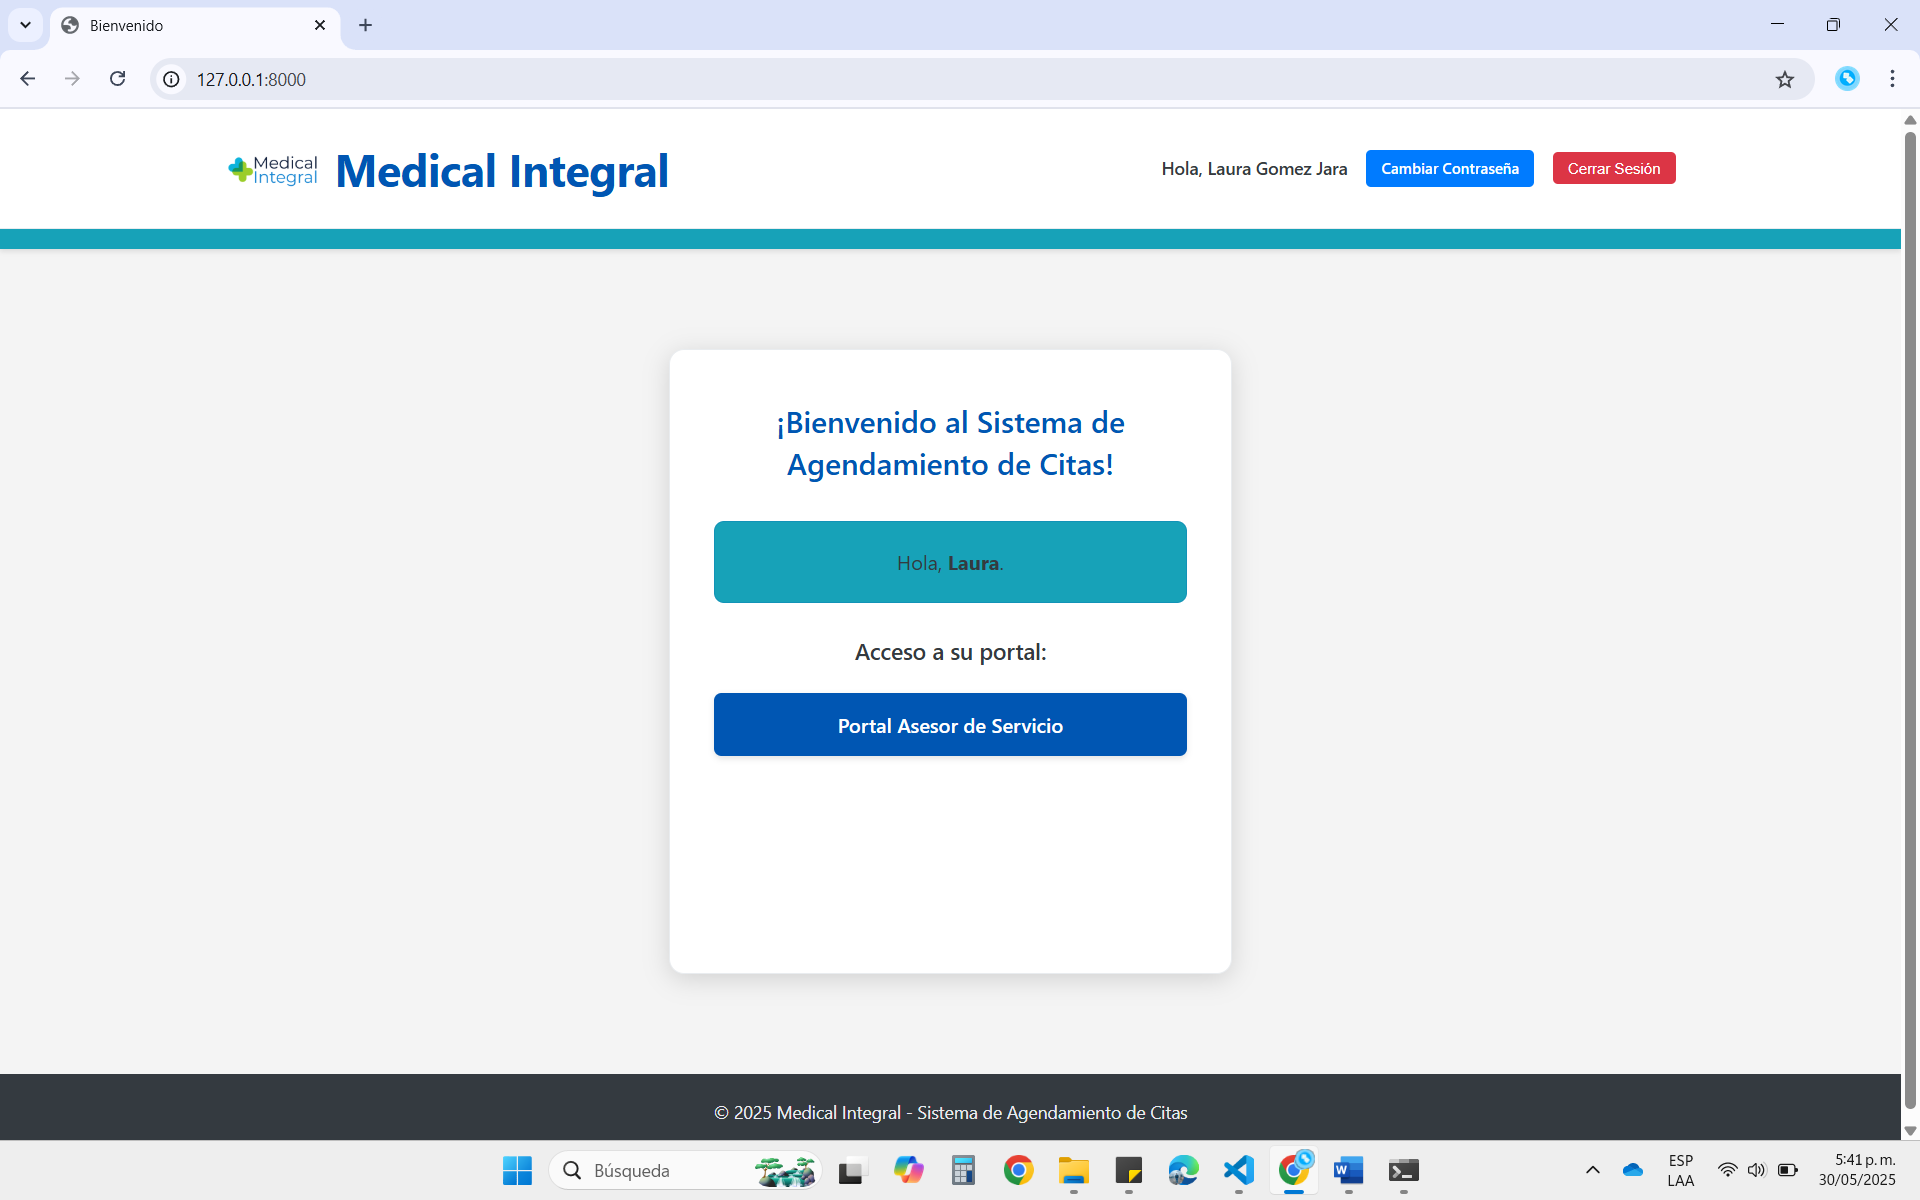 Bienvenido
127.0.0.1:8000
Medical
Integral
Medical Integral
Hola, Laura Gomez Jara
Cambiar Contraseña
Cerrar Sesión
¡Bienvenido al Sistema de
Agendamiento de Citas!
Hola, Laura.
Acceso a su portal:
Portal Asesor de Servicio
© 2025 Medical Integral - Sistema de Agendamiento de Citas
Búsqueda
ESP
LAA
5:41 p. m.
30/05/2025